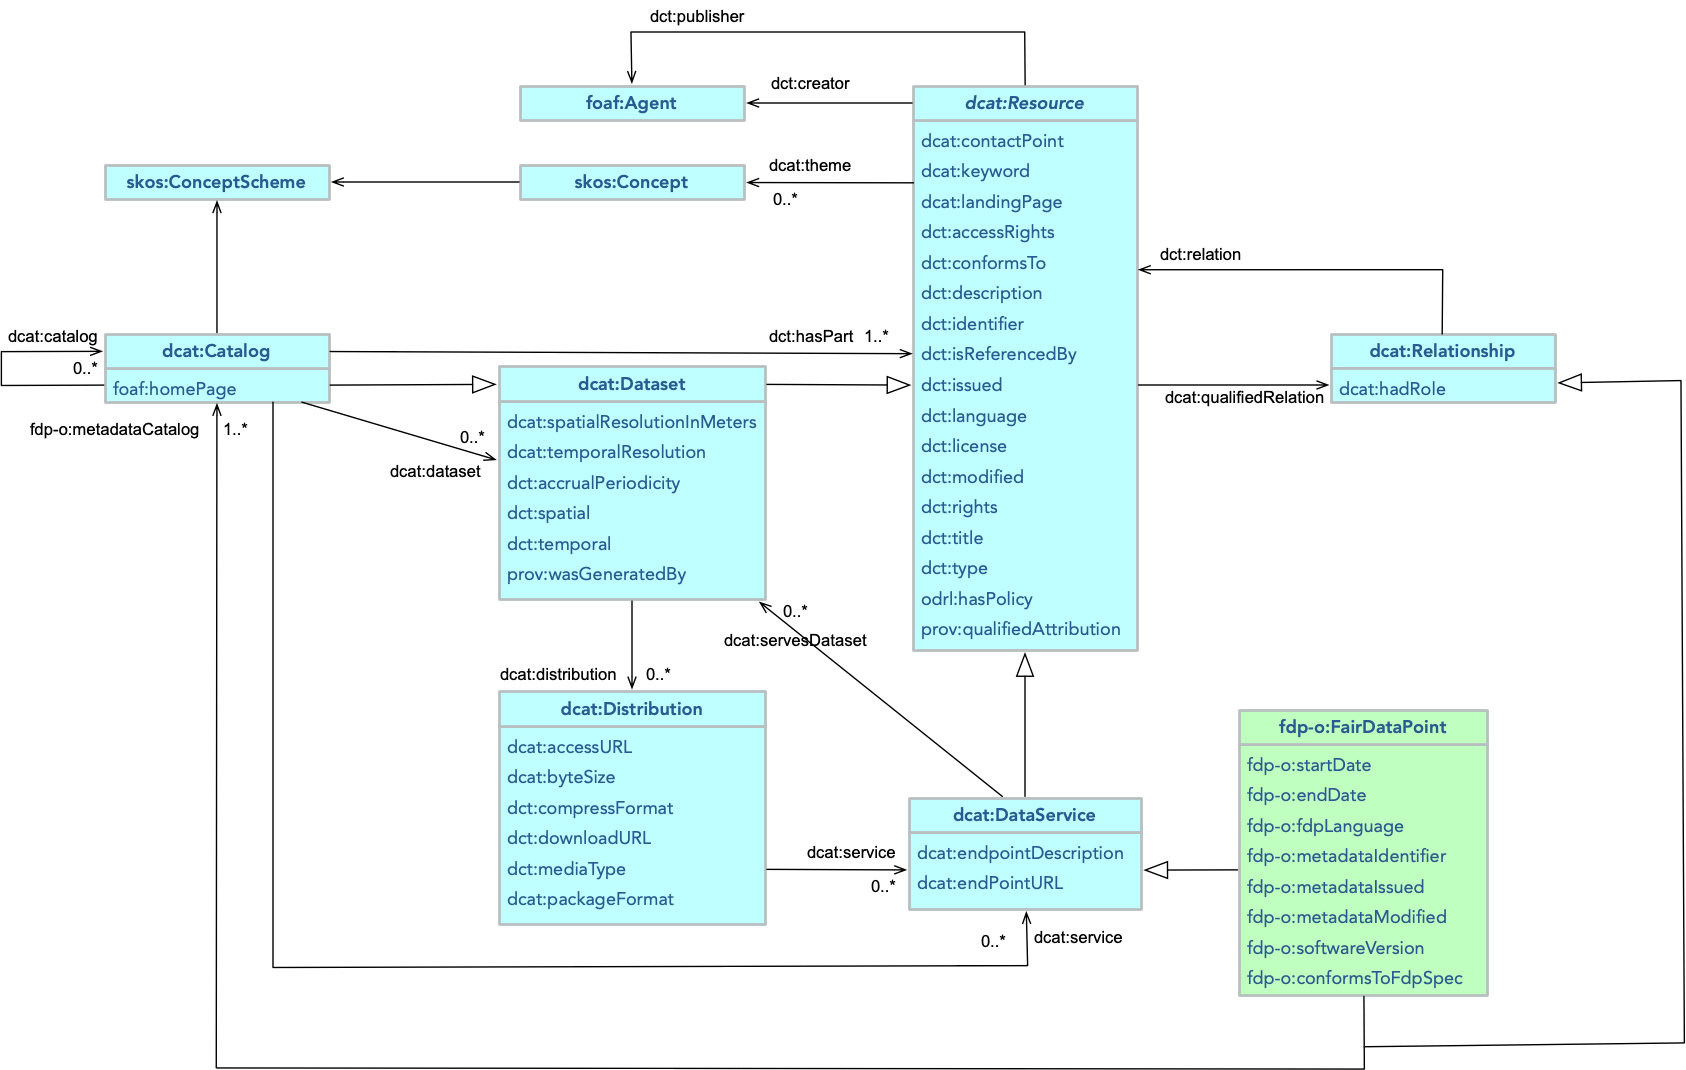 dct:publisher
foaf:Agent
dct:creator
dcat:Resource
dcat:contactPoint
dcat:keyword
dcat:landingPage
dct:accessRights
dct:conformsTo
dct:description
dct:identifier
dct:isReferencedBy
dct:issued
dct:language
dct:license
dct:modified
dct:rights
dct:title
dct:type
odrl:hasPolicy
prov:qualifiedAttribution
skos:ConceptScheme
skos:Concept
dcat:theme
0..*
dct:relation
dcat:catalog
0..*
dcat:Catalog
foaf:homePage
dct:hasPart 1..*
dcat:Relationship
dcat:hadRole
dcat:qualifiedRelation
fdp-o:metadataCatalog
1..*
0..*
dcat:dataset
dcat:Dataset
dcat:spatialResolutionInMeters
dcat:temporalResolution
dct:accrualPeriodicity
dct:spatial
dct:temporal
prov:wasGeneratedBy
0..*
dcat:servesDataset
dcat:distribution
0..*
dcat:Distribution
dcat:accessURL
dcat:byteSize
dct:compressFormat
dct:downloadURL
dct:mediaType
dcat:packageFormat
dcat:service
0..*
dcat:DataService
dcat:endpointDescription
dcat:endPointURL
0..*
dcat:service
fdp-o:FairDataPoint
fdp-o:startDate
fdp-o:endDate
fdp-o:fdpLanguage
fdp-o:metadataIdentifier
fdp-o:metadataIssued
fdp-o:metadataModified
fdp-o:softwareVersion
fdp-o:conformsToFdpSpec